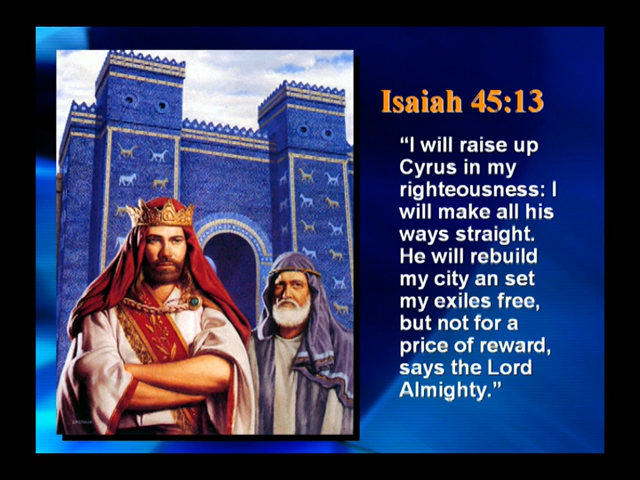 Isaiah 45:13
“I will raise up
Cyrus in my
righteousness: I
will make all his
ways straight.
He will rebuild
my city an set
my exiles free,
but not for a
price of reward,
says the Lord
Almighty.”